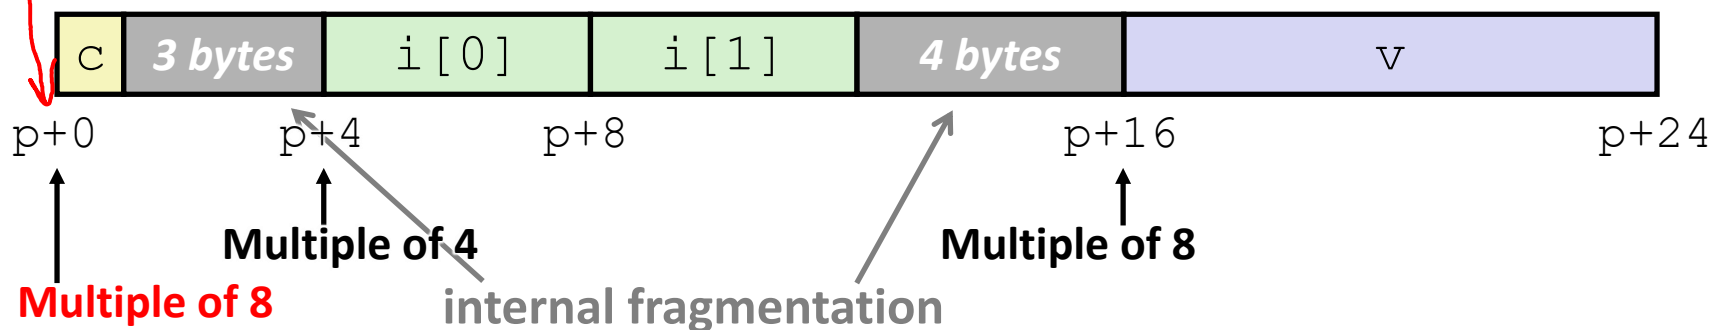 c 3 bytes i[0] i[1] 4 bytes v
p+0 p+4 p+8 p+16 p+24
Multiple of 4 Multiple of 8
Multiple of 8 internal fragmentation